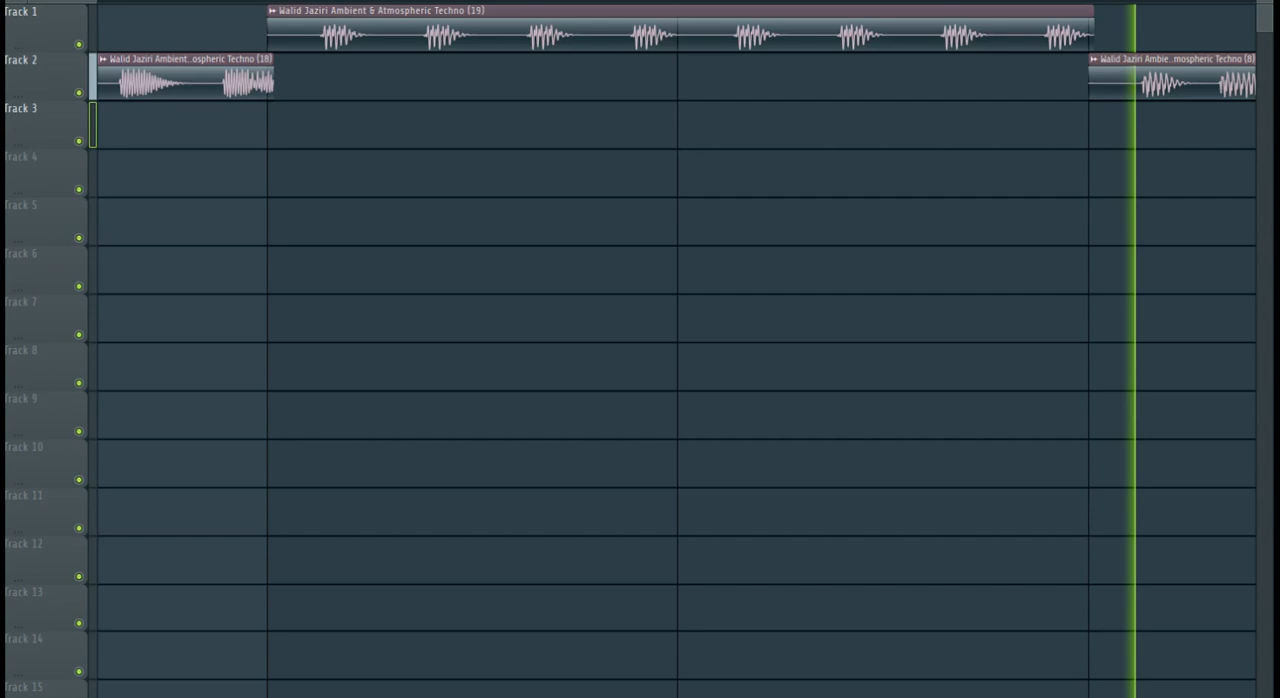 Track 1
Walid Jaziri Ambient & Atmospheric Techno (19)
Track 2
Walid Jaziri Ambient..ospheric Techno (18)
Walid Jaziri Ambie..mospheric Techno (8)
Track 3
Track 4
Track 5
Track 6
Track 7
Track 8
Track 9
Track 10
Track 11
Track 12
Track 13
Track 14
Track 15